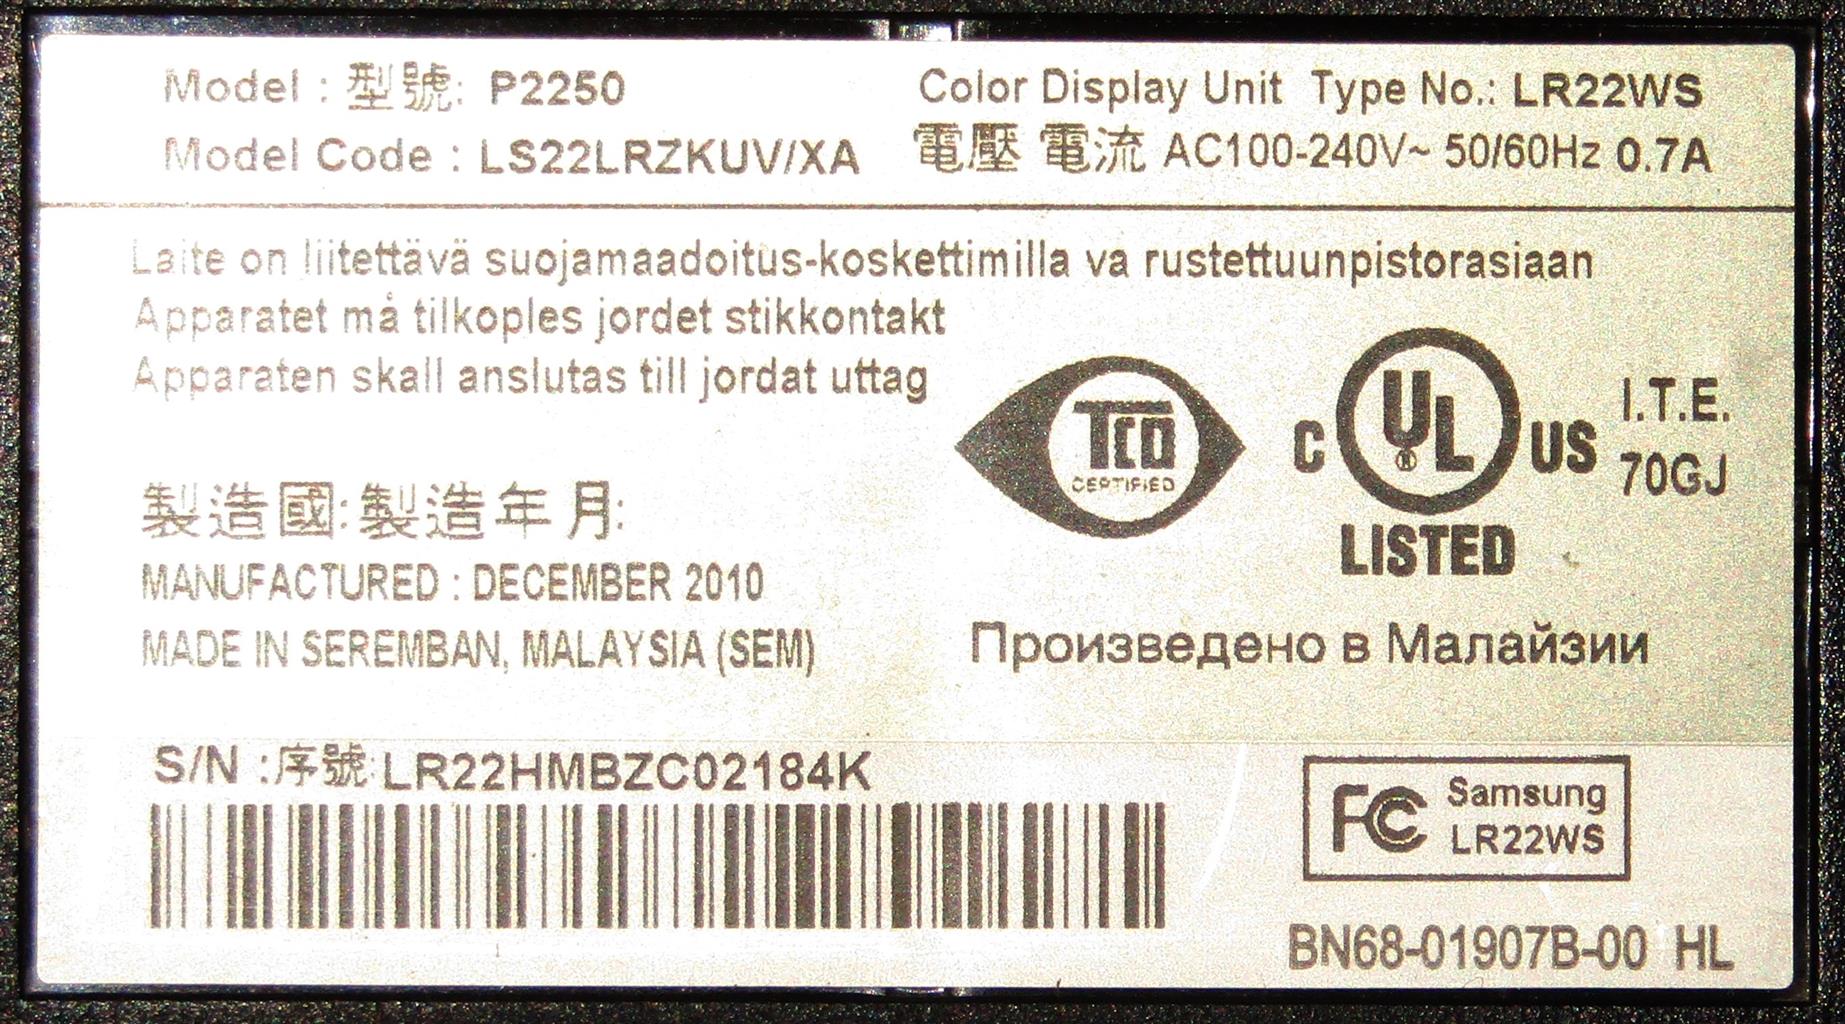 Model : 型號: P2250
Color Display Unit Type No.: LR22WS
Model Code : LS22LRZKUV/XA
電壓 電流 AC100-240V~ 50/60Hz 0.7A
Laite on liitettävä suojamaadoitus-koskettimilla va rustettuunpistorasiaan
Apparatet må tilkoples jordet stikkontakt
Apparaten skall anslutas till jordat uttag
TCO
CERTIFIED
C UL US
®
LISTED
I.T.E.
70GJ
製造國: 製造年月:
MANUFACTURED : DECEMBER 2010
MADE IN SEREMBAN, MALAYSIA (SEM)
Произведено в Малайзии
S/N :序號: LR22HMBZC02184K
FC Samsung
LR22WS
BN68-01907B-00 HL